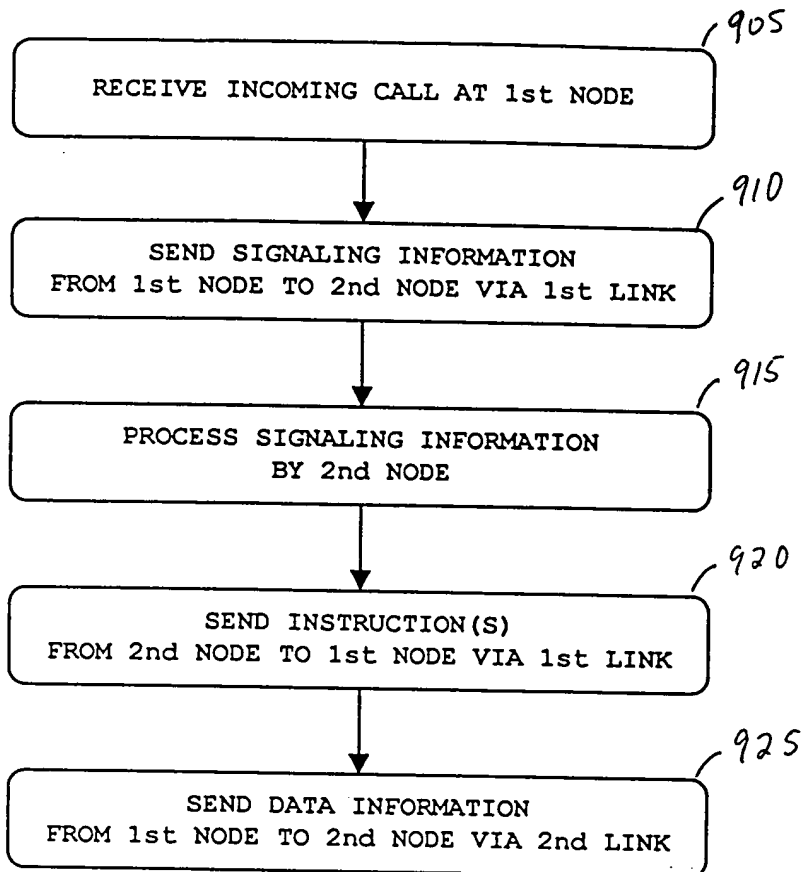 905
RECEIVE INCOMING CALL AT 1st NODE
910
SEND SIGNALING INFORMATION
FROM 1st NODE TO 2nd NODE VIA 1st LINK
915
PROCESS SIGNALING INFORMATION
BY 2nd NODE
920
SEND INSTRUCTION(S)
FROM 2nd NODE TO 1st NODE VIA 1st LINK
925
SEND DATA INFORMATION
FROM 1st NODE TO 2nd NODE VIA 2nd LINK